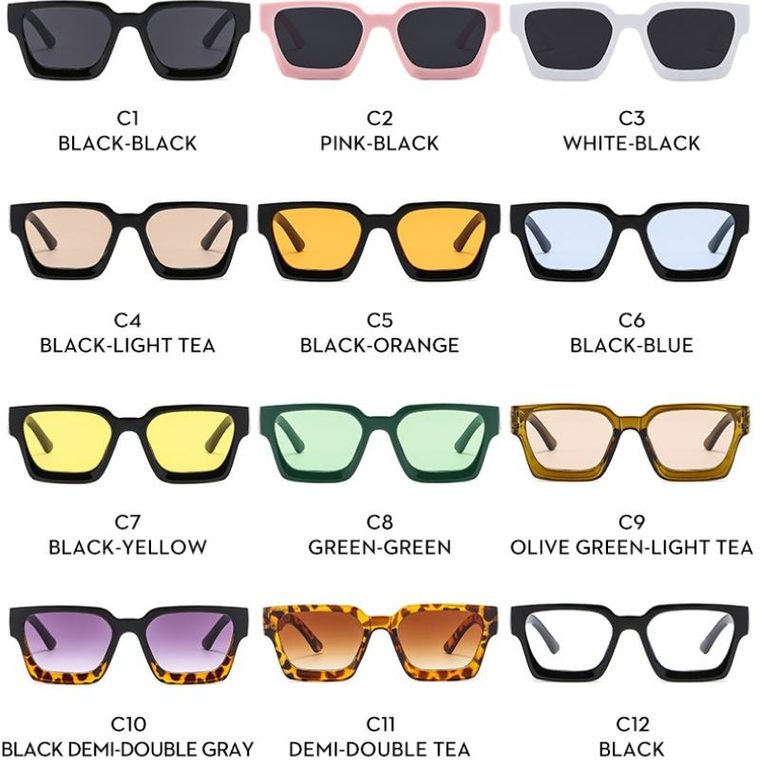 C1
BLACK-BLACK
C2
PINK-BLACK
C3
WHITE-BLACK
C4
BLACK-LIGHT TEA
C5
BLACK-ORANGE
C6
BLACK-BLUE
C7
BLACK-YELLOW
C8
GREEN-GREEN
C9
OLIVE GREEN-LIGHT TEA
C10
BLACK DEMI-DOUBLE GRAY
C11
DEMI-DOUBLE TEA
C12
BLACK